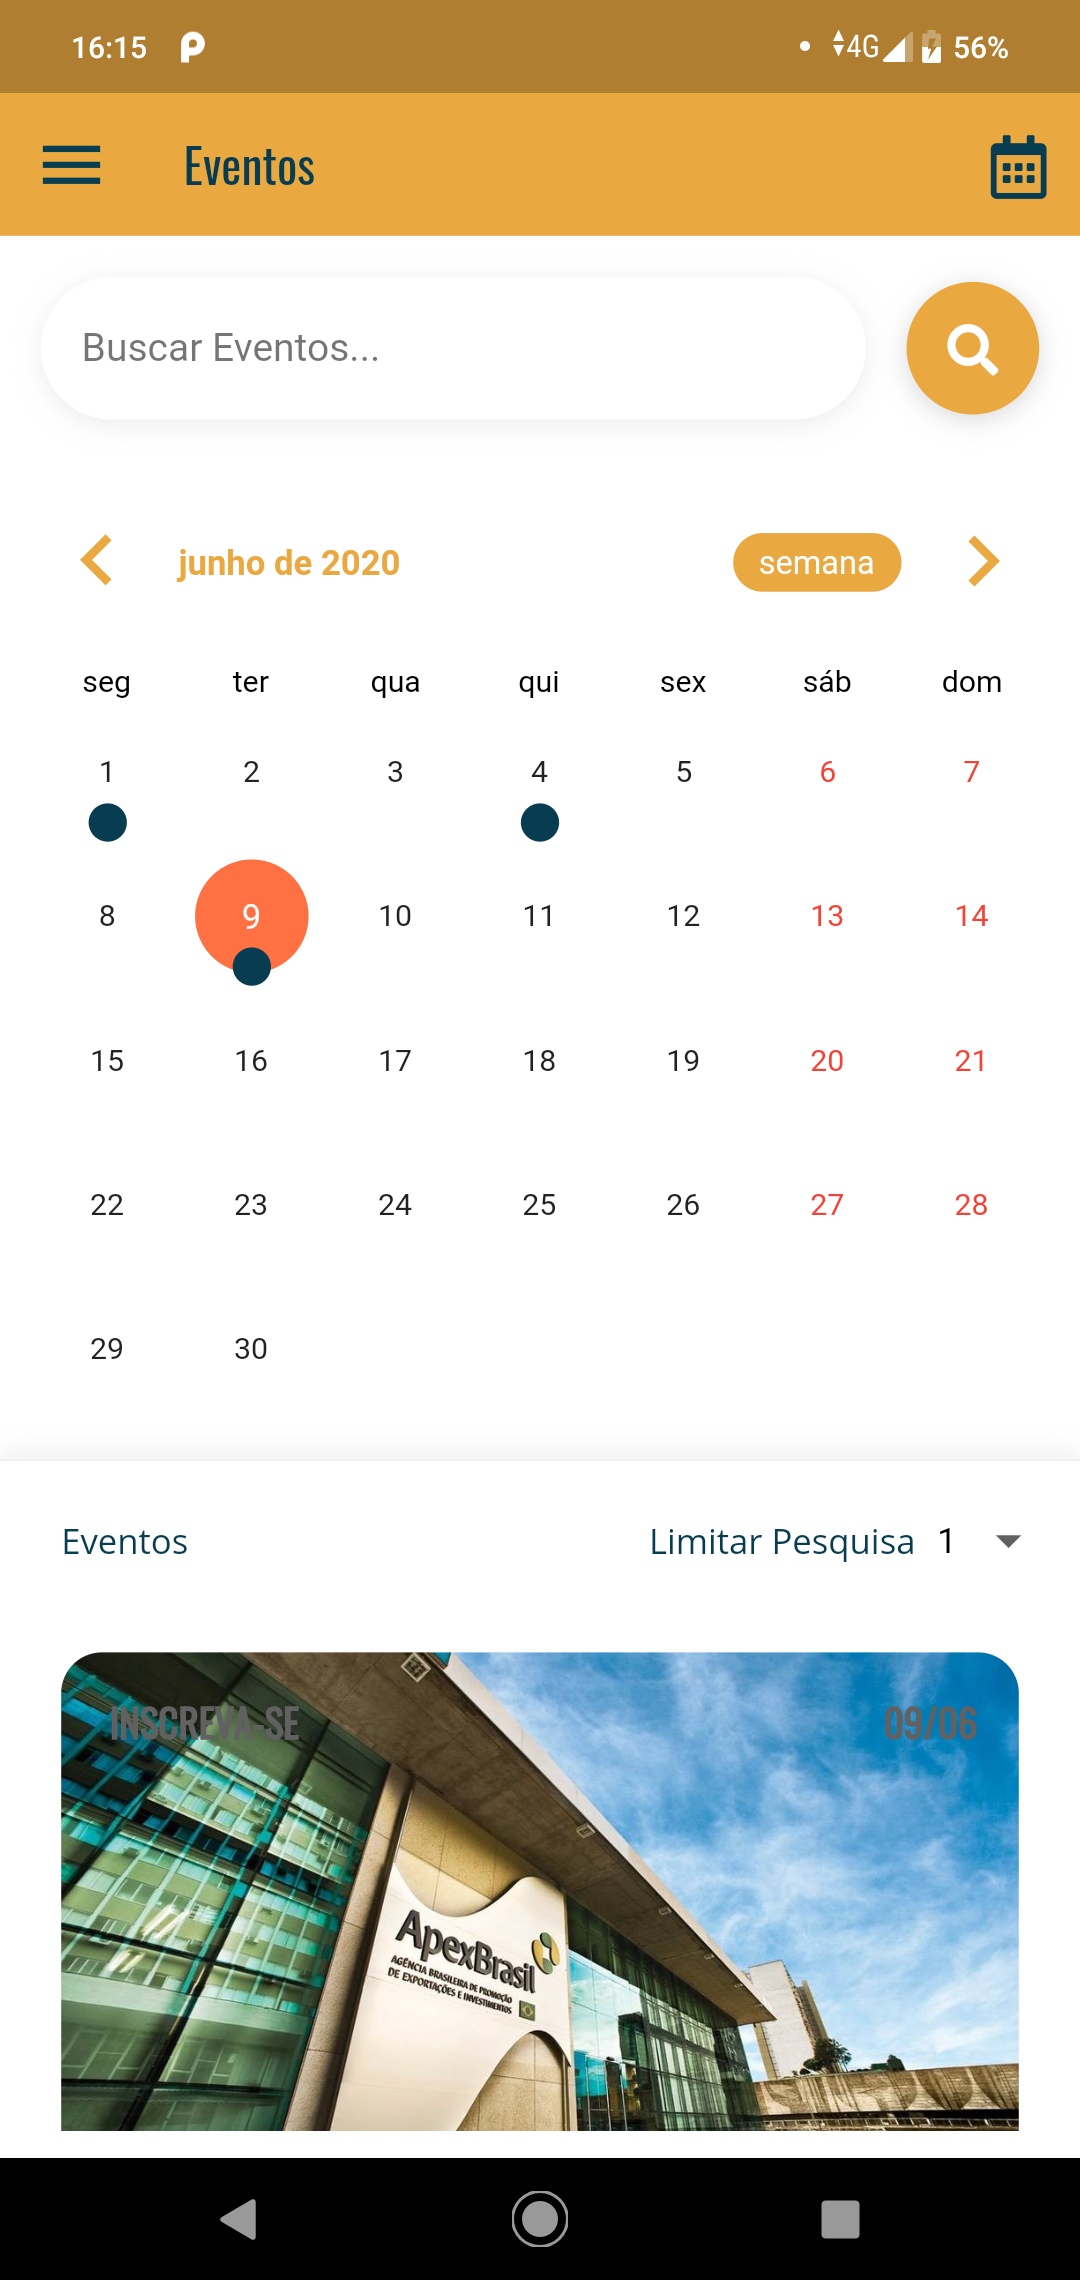 16:15
4G 56%
Eventos
Buscar Eventos...
junho de 2020
semana
seg ter qua qui sex sáb dom
1 2 3 4 5 6 7
8 9 10 11 12 13 14
15 16 17 18 19 20 21
22 23 24 25 26 27 28
29 30
Eventos
Limitar Pesquisa 1
INSCREVA-SE
09/06
ApexBrasil
AGÊNCIA BRASILEIRA DE PROMOÇÃO
DE EXPORTAÇÕES E INVESTIMENTOS